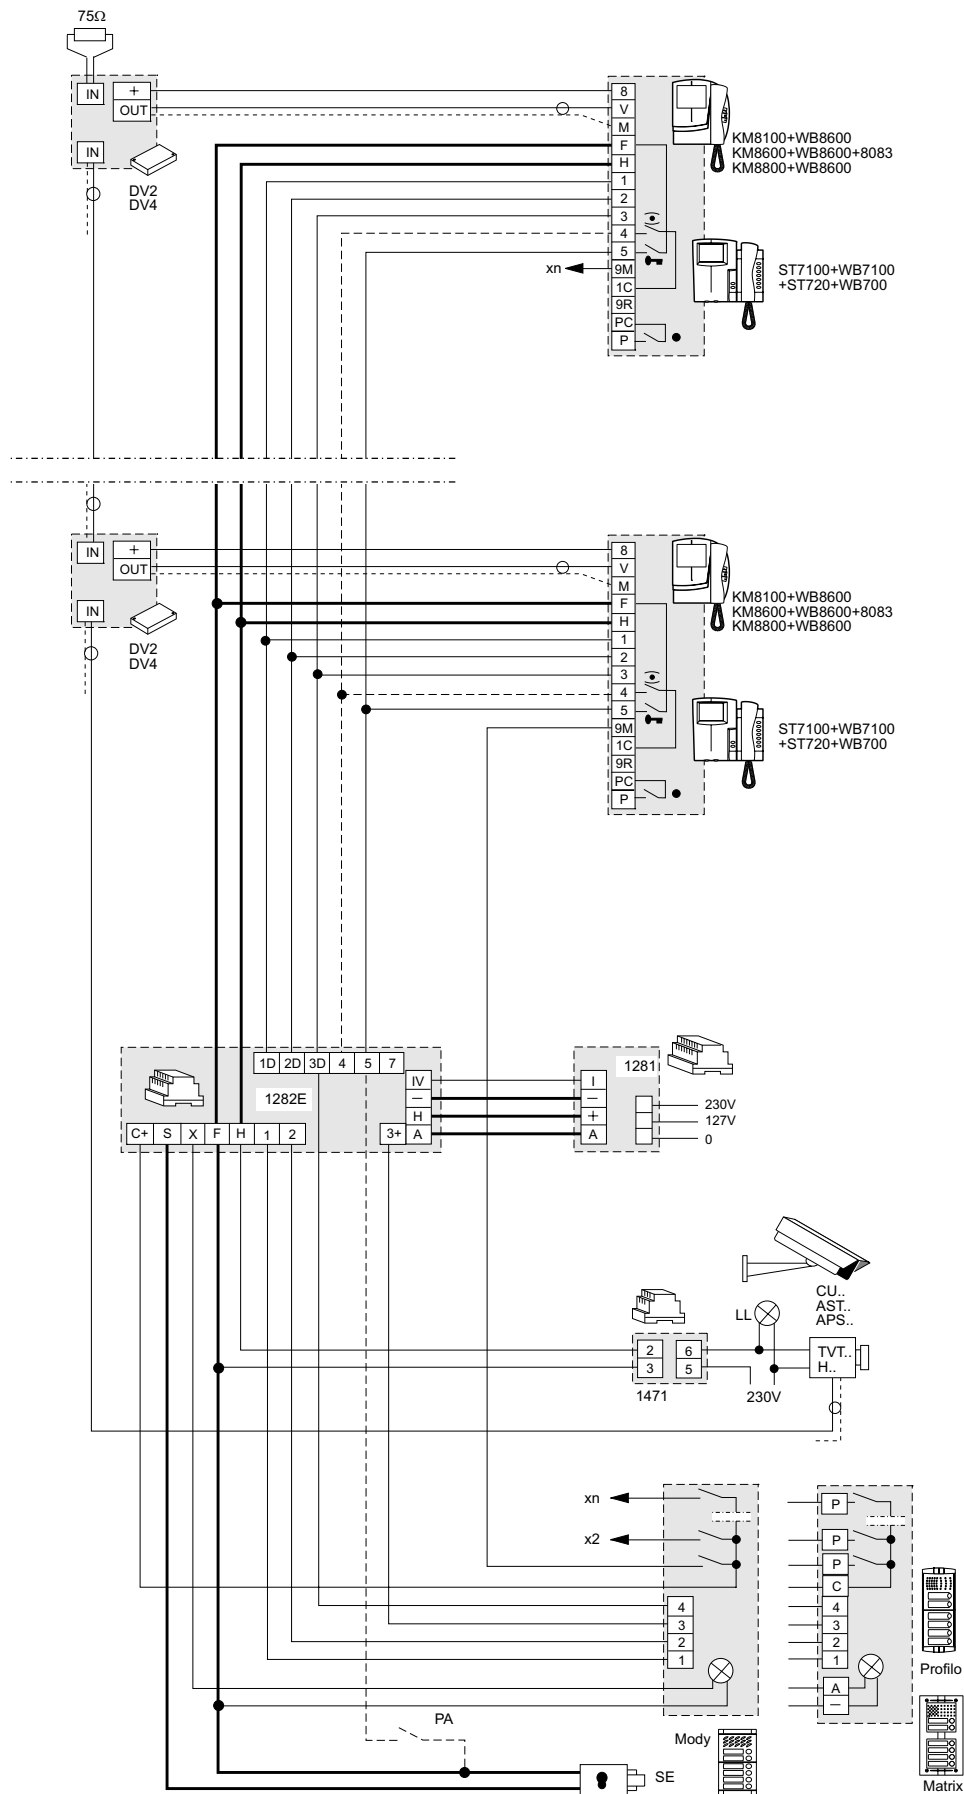 75Ω
IN
+
OUT
IN
DV2
DV4
8
V
M
F
H
1
2
3
4
5
9M
1C
9R
PC
P
xn
KM8100+WB8600
KM8600+WB8600+8083
KM8800+WB8600
ST7100+WB7100
+ST720+WB700
IN
+
OUT
IN
DV2
DV4
8
V
M
F
H
1
2
3
4
5
9M
1C
9R
PC
P
KM8100+WB8600
KM8600+WB8600+8083
KM8800+WB8600
ST7100+WB7100
+ST720+WB700
1D 2D 3D 4 5 7
1282E
IV
—
H
A
C+ S X F H 1 2 3+
I
—
+
A
1281
230V
127V
0
CU..
AST..
APS..
LL
TVT..
H..
2 6
3 5
1471
230V
xn
x2
4
3
2
1
P
P
P
C
4
3
2
1
A
—
Profilo
Matrix
Mody
PA
SE